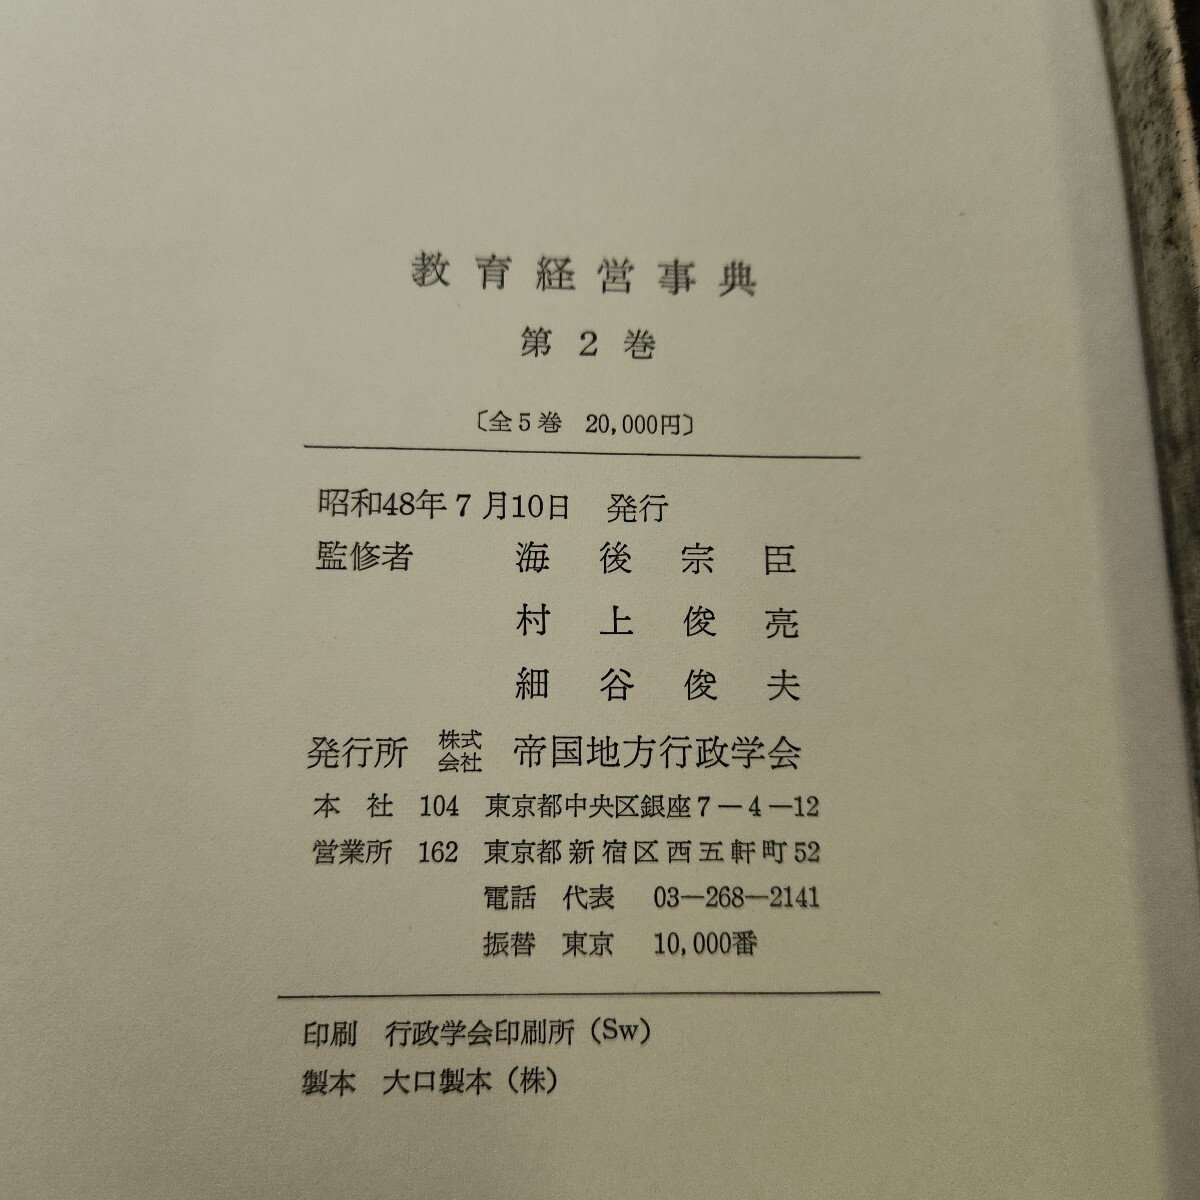 教育経営事典
第2巻
〔全5巻 20,000円〕
昭和48年7月10日 発行
監修者 海後宗臣
村上俊亮
細谷俊夫
発行所 株式会社 帝国地方行政学会
本社 104 東京都中央区銀座7-4-12
営業所 162 東京都新宿区西五軒町52
電話 代表 03-268-2141
振替 東京 10,000番
印刷 行政学会印刷所(Sw)
製本 大口製本(株)